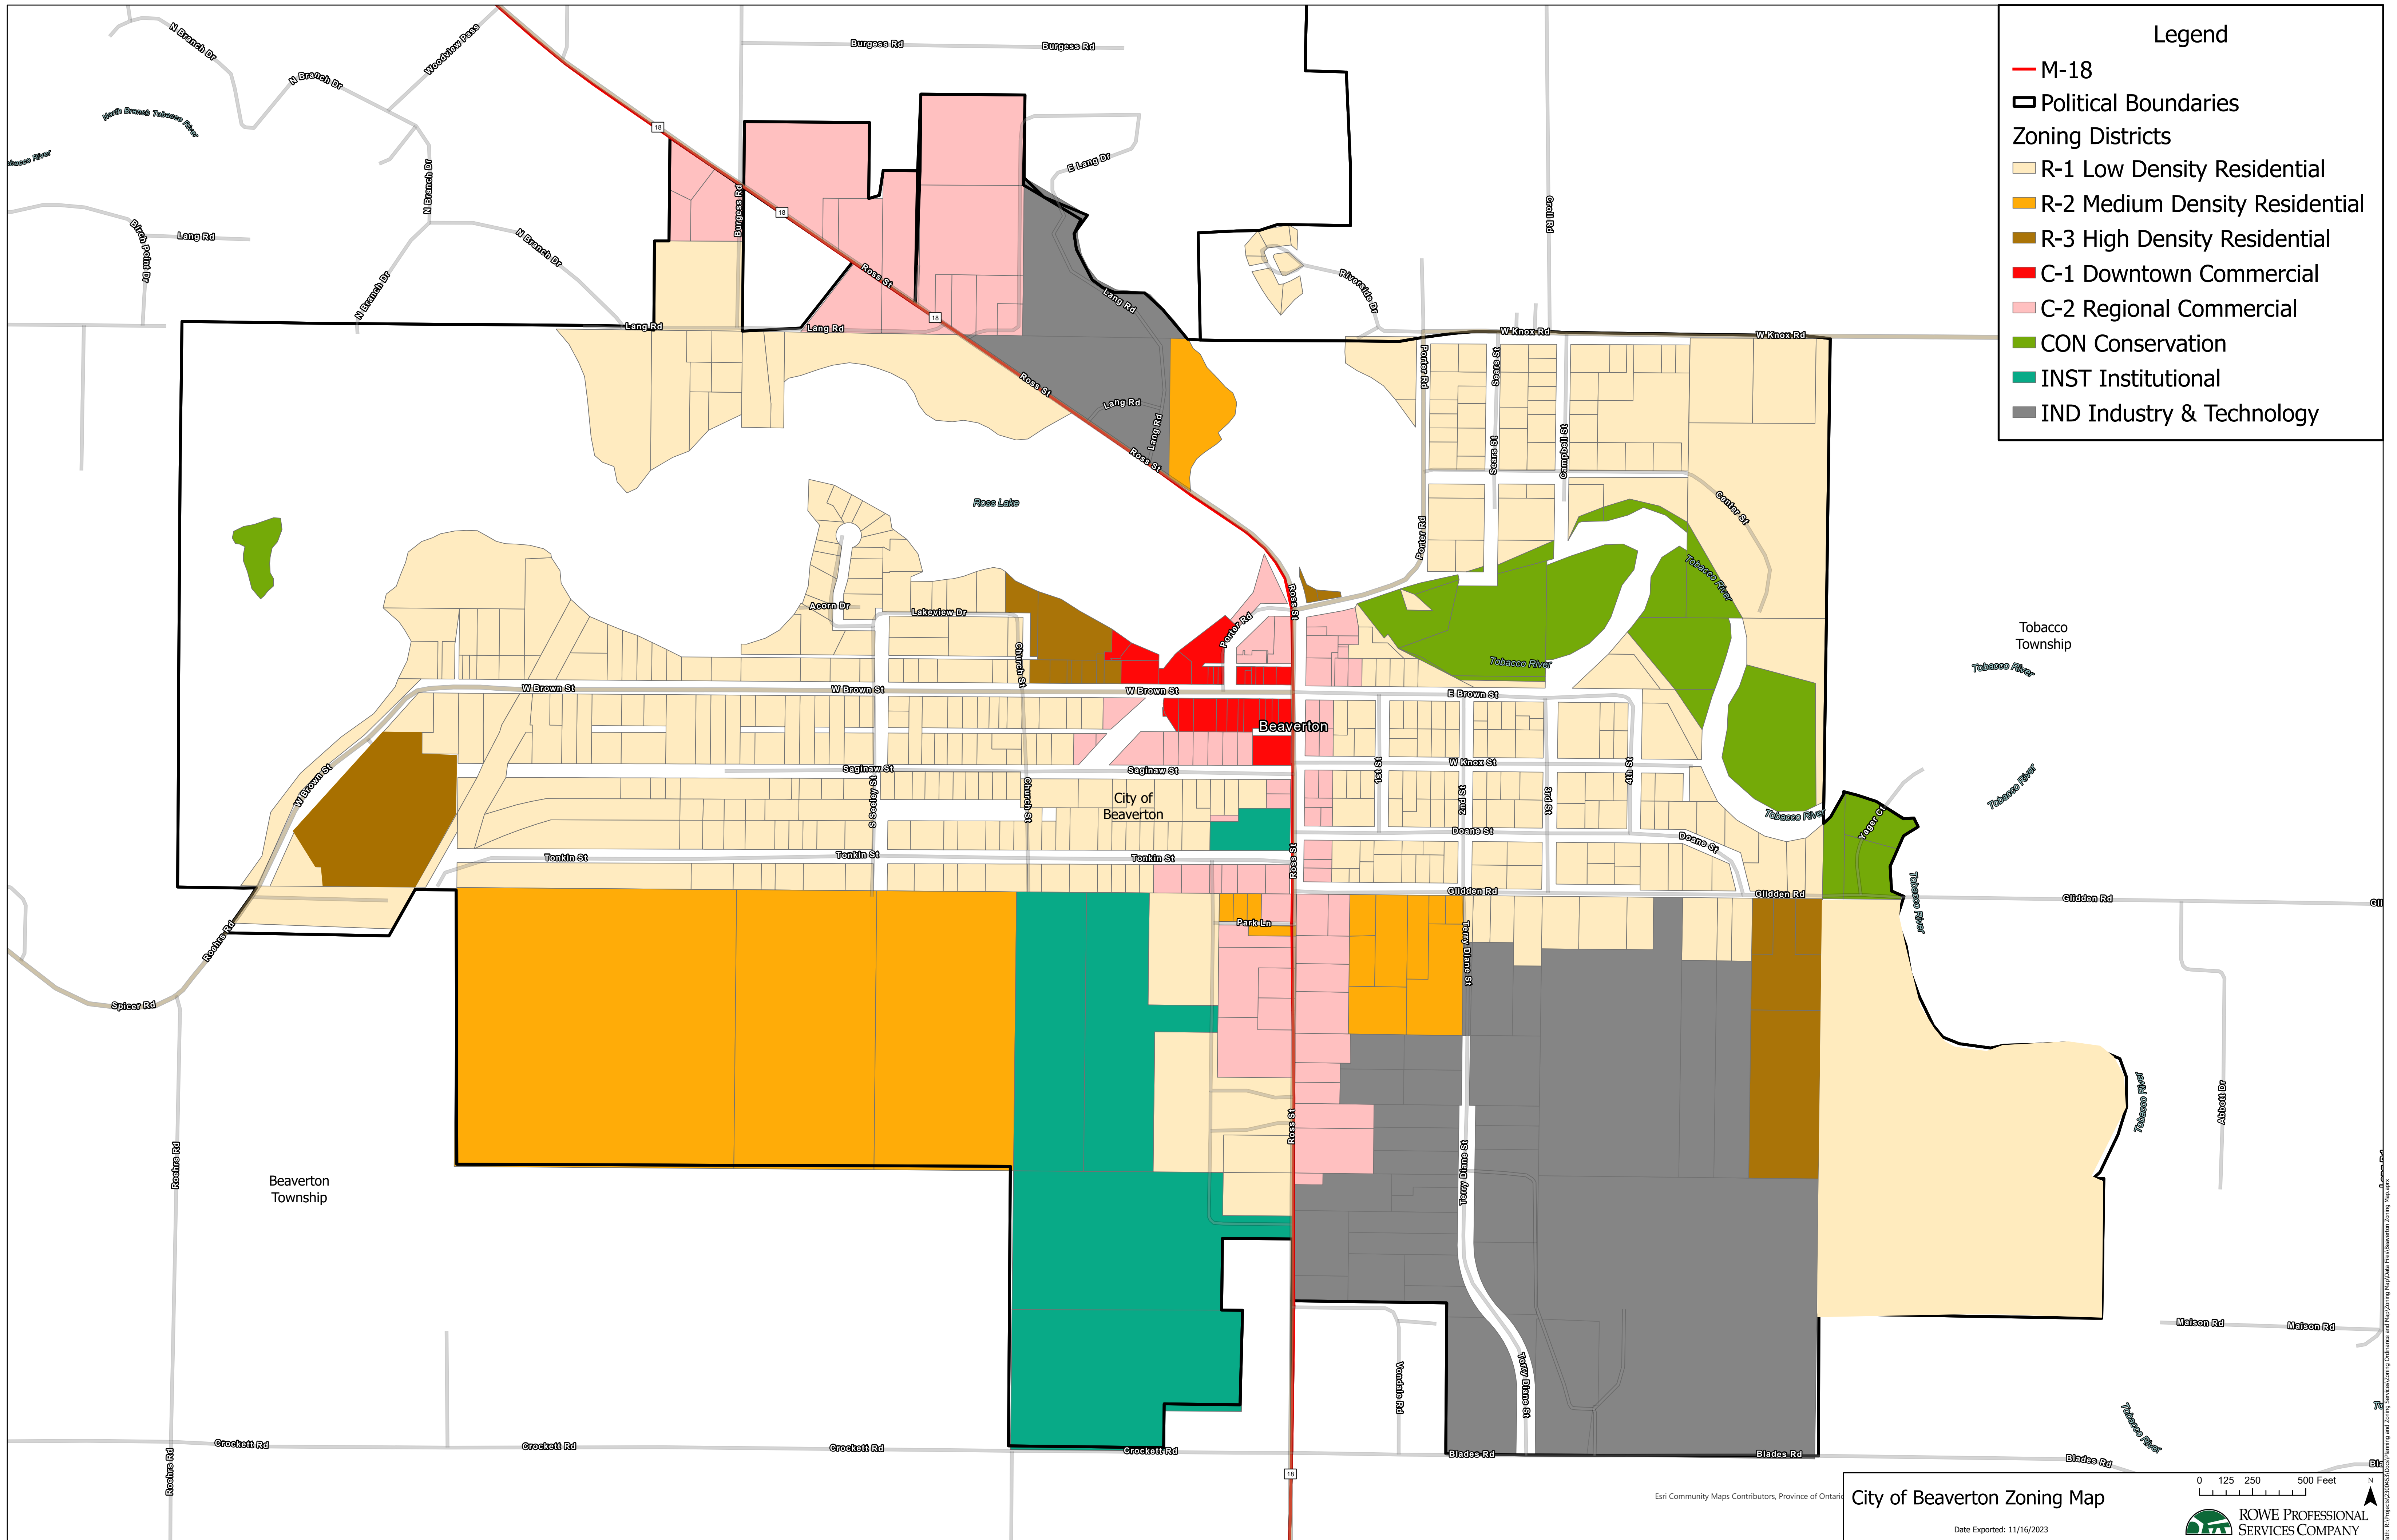 Legend
M-18
Political Boundaries
Zoning Districts
R-1 Low Density Residential
R-2 Medium Density Residential
R-3 High Density Residential
C-1 Downtown Commercial
C-2 Regional Commercial
CON Conservation
INST Institutional
IND Industry & Technology
N Branch Dr
Woodview Pass
Burgess Rd
Burgess Rd
N Branch Dr
North Branch Tobacco River
18
N Branch Dr
E Lang Dr
Burgess Rd
18
Groll Rd
Birch Point Dr
Lang Rd
N Branch Dr
Ross St
Riverside Dr
N Branch Dr
Lang Rd
18
Lang Rd
Lang Rd
W Knox Rd
W Knox Rd
Porter Rd
Sears St
Ross St
Lang Rd
Lang Rd
Ross St
Sears St
Campbell St
Ross Lake
Center St
Porter Rd
Tobacco River
Acorn Dr
Lakeview Dr
Ross St
Porter Rd
Church St
Tobacco River
Tobacco
Township
Tobacco River
W Brown St
W Brown St
W Brown St
E Brown St
Beaverton
Saginaw St
Saginaw St
W Knox St
1st St
4th St
W Brown St
S Seeley St
Church St
City of
Beaverton
2nd St
3rd St
Tobacco River
Yager Ct
Doane St
Doane St
Tonkin St
Tonkin St
Tonkin St
Ross St
Glidden Rd
Glidden Rd
Glidden Rd
Tobacco River
Park Ln
Roehrs Rd
Terry Diane St
Spicer Rd
Ross St
Terry Diane St
Tobacco River
Abbott Dr
Roehrs Rd
Beaverton
Township
Maison Rd
Maison Rd
Vondale Rd
Terry Diane St
Tobacco River
Crockett Rd
Crockett Rd
Crockett Rd
Crockett Rd
Blades Rd
Blades Rd
Blades Rd
Roehrs Rd
18
Esri Community Maps Contributors, Province of Ontario
City of Beaverton Zoning Map
Date Exported: 11/16/2023
0 125 250 500 Feet
N
ROWE PROFESSIONAL
SERVICES COMPANY